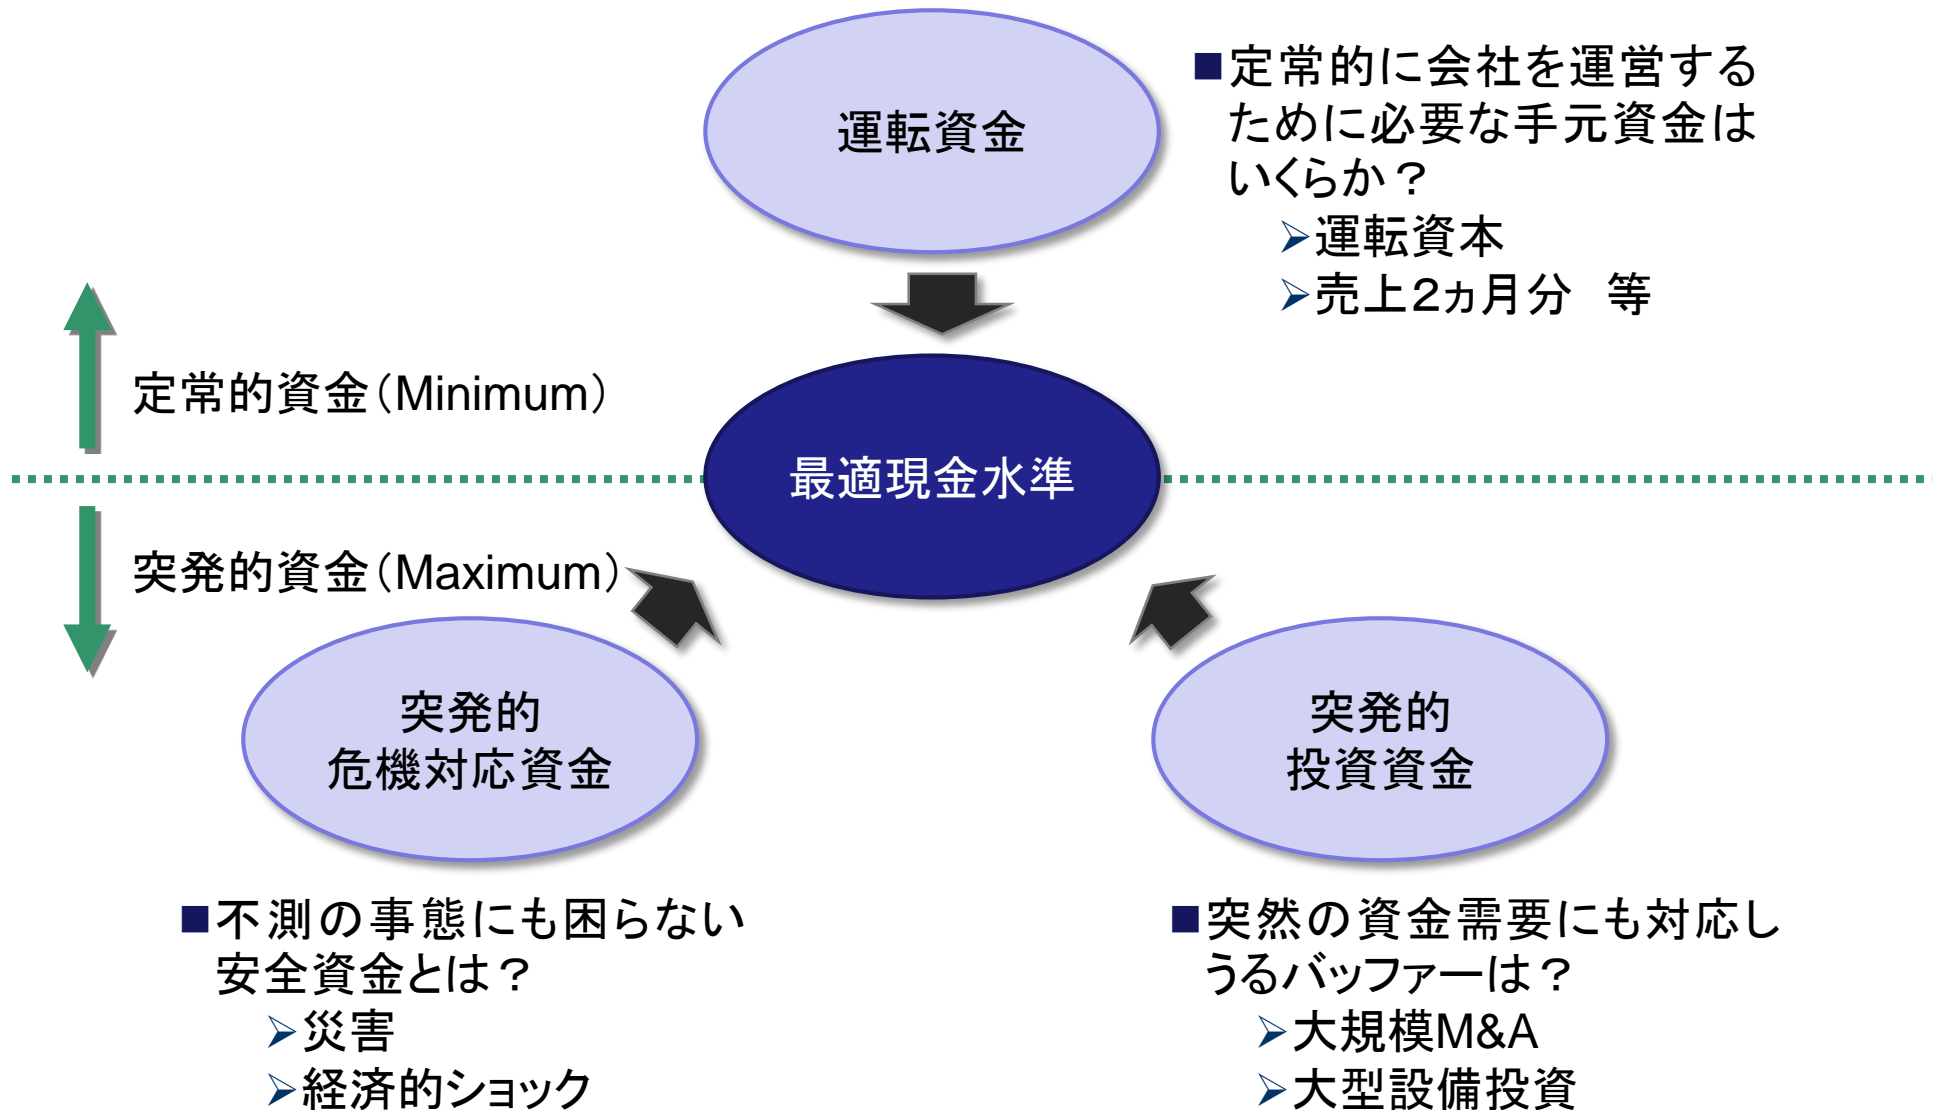 運転資金
■定常的に会社を運営する
ために必要な手元資金は
いくらか？
➢運転資本
➢売上２ヵ月分　等
定常的資金（Minimum）
最適現金水準
突発的資金（Maximum）
突発的
危機対応資金
突発的
投資資金
■不測の事態にも困らない
安全資金とは？
➢災害
➢経済的ショック
■突然の資金需要にも対応し
うるバッファーは？
➢大規模M&A
➢大型設備投資